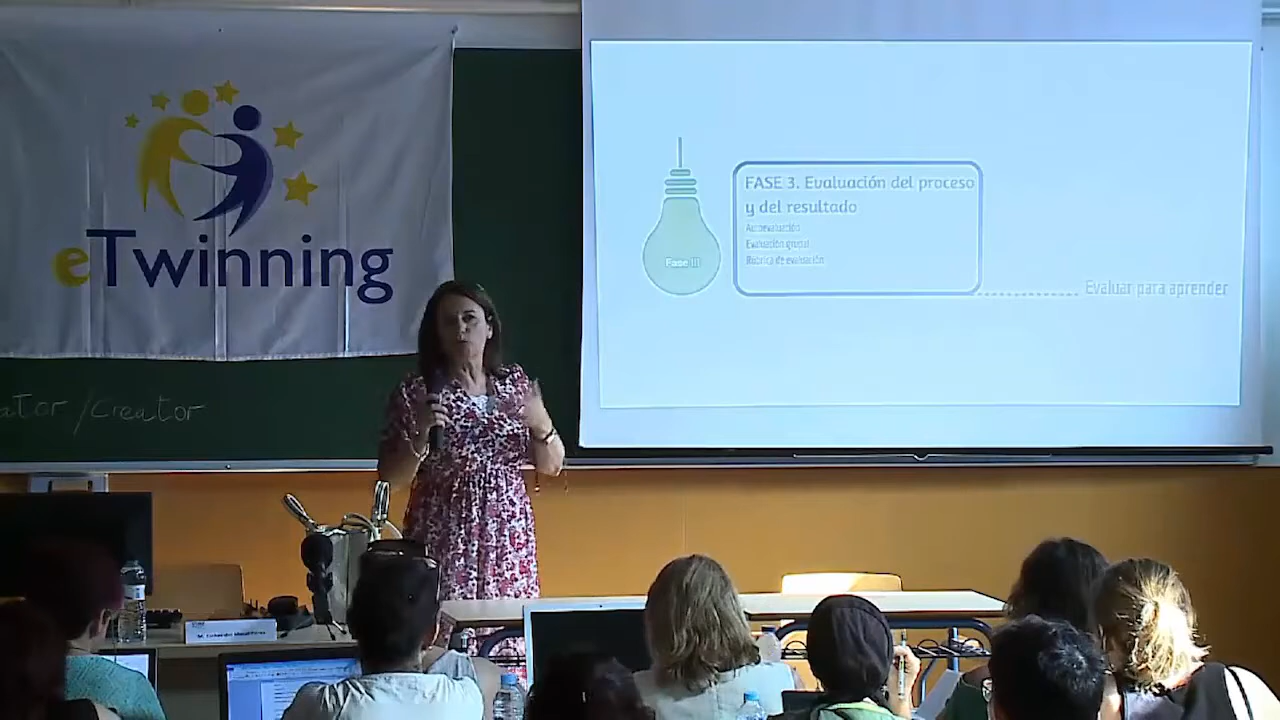 eTwinning
ator / creator
FASE 3. Evaluación del proceso
y del resultado
Autoevaluación
Evaluación grupal
Rúbrica de evaluación
Fase III
Evaluar para aprender